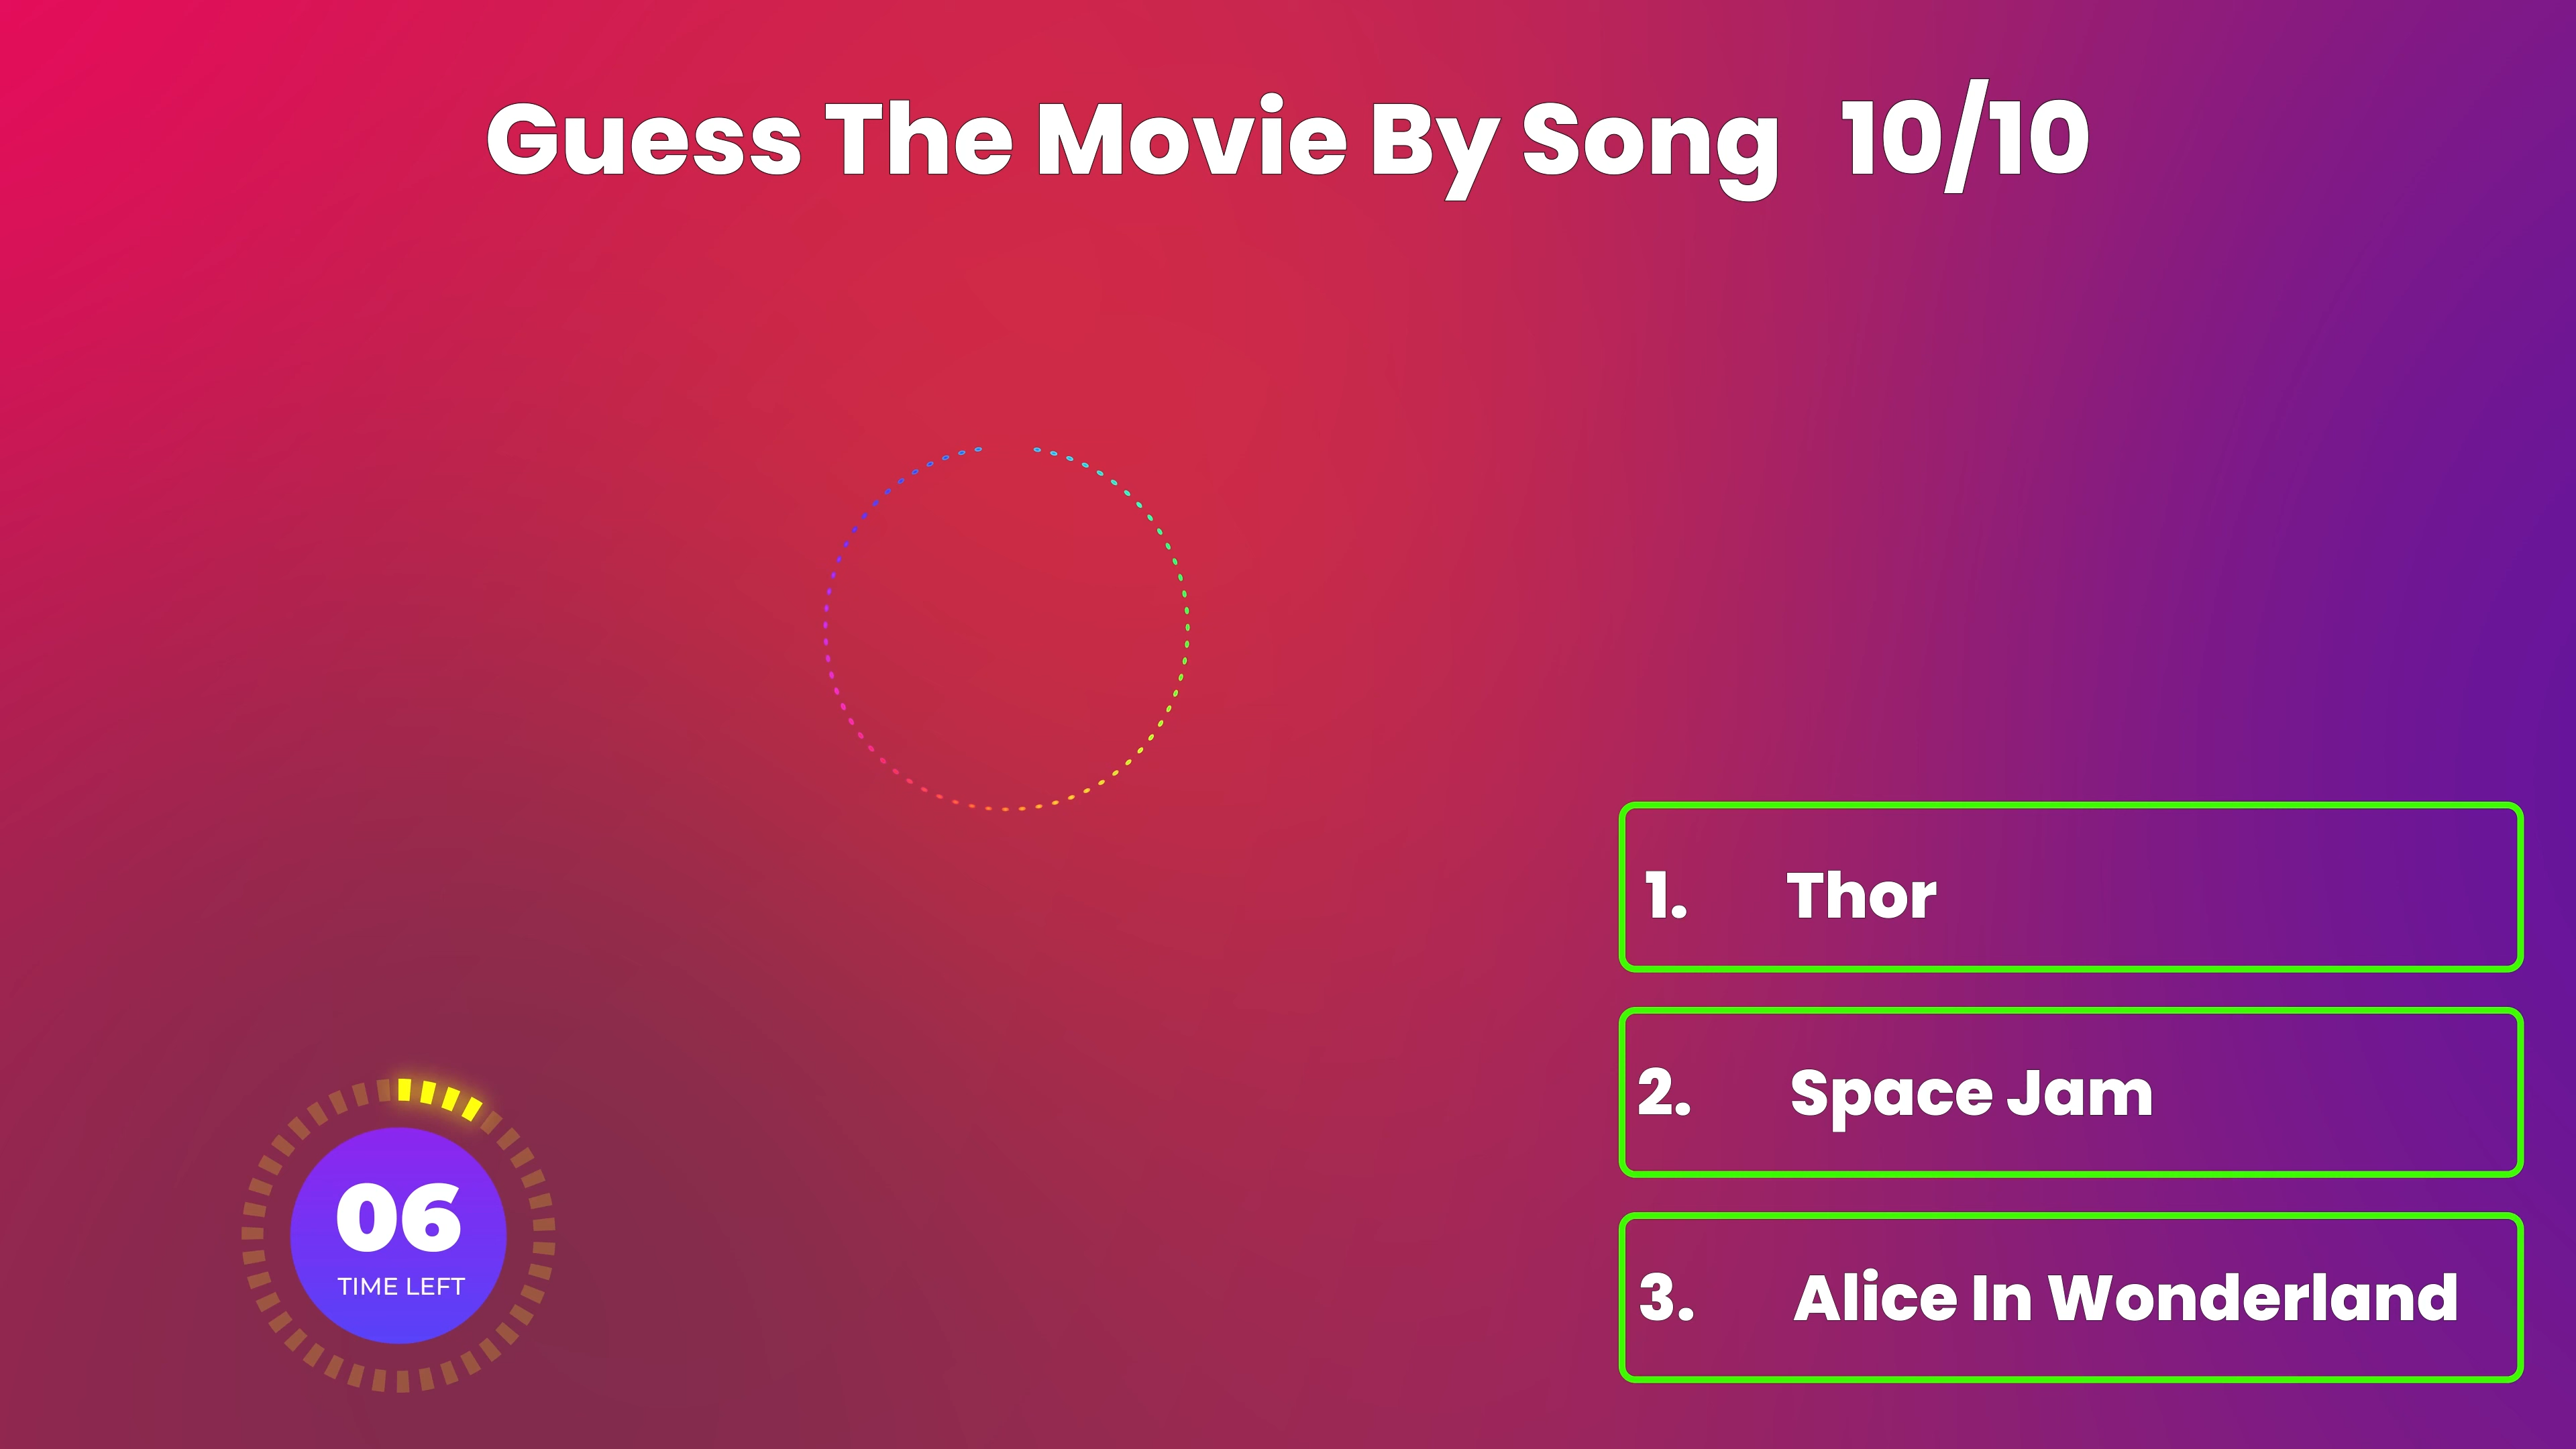 Guess The Movie By Song 10/10
1. Thor
2. Space Jam
3. Alice In Wonderland
06
TIME LEFT